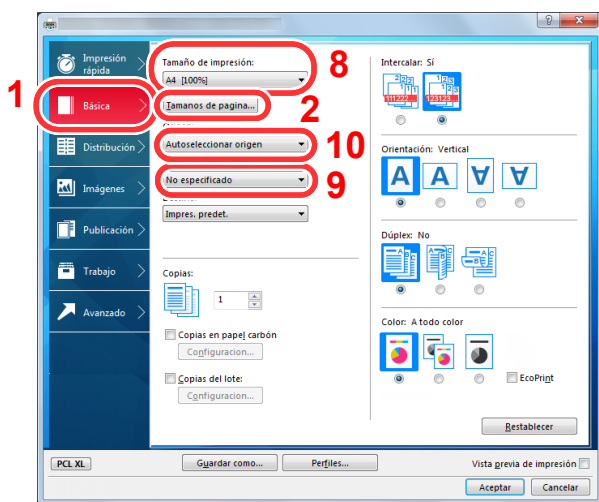 Impresión
rápida
1
Básica
Distribución
Imágenes
Publicación
Trabajo
Avanzado
Tamaño de impresión:
A4 [100%]
8
Tamanos de pagina...
2
Autoseleccionar origen
10
No especificado
9
Impres. predet.
Copias:
1
Copias en papel carbón
Configuracion...
Copias del lote:
Configuracion...
Intercalar: Sí
111222
123123
Orientación: Vertical
A A A A
Dúplex: No
Color: A todo color
EcoPrint
Restablecer
PCL XL
Guardar como...
Perfiles...
Vista previa de impresión
Aceptar
Cancelar